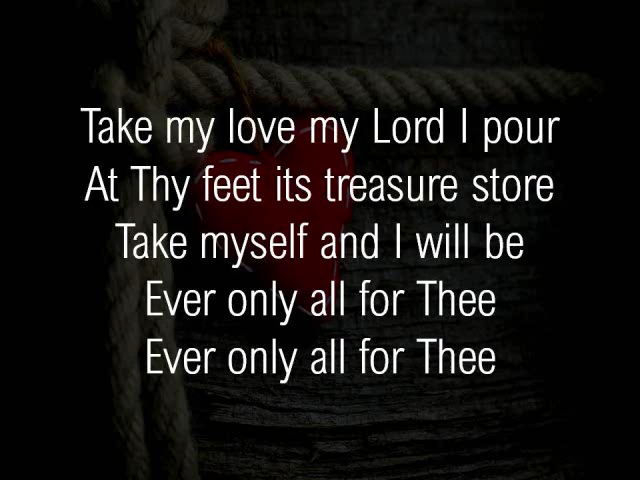 Take my love my Lord I pour
At Thy feet its treasure store
Take myself and I will be
Ever only all for Thee
Ever only all for Thee